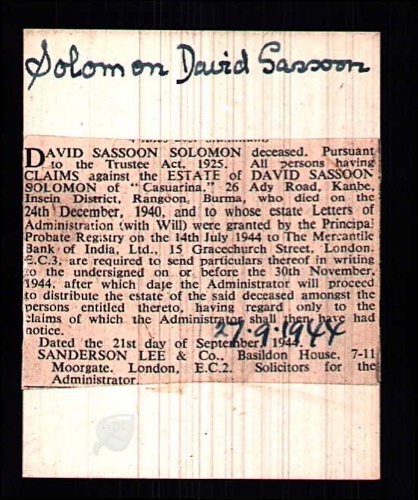 Solomon David Sassoon
DAVID SASSOON SOLOMON deceased. Pursuant
to the Trustee Act, 1925. All persons having
CLAIMS against the ESTATE of DAVID SASSOON
SOLOMON of "Casuarina," 26 Ady Road, Kanbe,
Insein District, Rangoon, Burma, who died on the
24th December, 1940, and to whose estate Letters of
Administration (with Will) were granted by the Principal
Probate Registry on the 14th July 1944 to The Mercantile
Bank of India, Ltd., 15 Gracechurch Street, London.
E.C.3, are required to send particulars thereof in writing
to the undersigned on or before the 30th November,
1944, after which date the Administrator will proceed
to distribute the estate of the said deceased amongst the
persons entitled thereto, having regard only to the
claims of which the Administrator shall then have had
notice.
27.9.1944
Dated the 21st day of September, 1944.
SANDERSON LEE & Co., Basildon House, 7-11
Moorgate, London, E.C.2. Solicitors for the
Administrator.